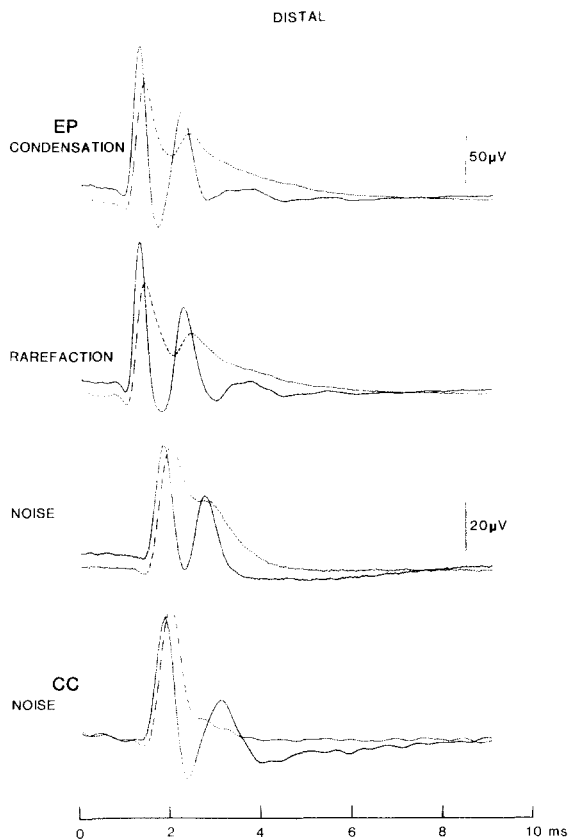 DISTAL
EP
CONDENSATION
50µV
RAREFACTION
NOISE
20µV
CC
NOISE
0 2 4 6 8 10 ms